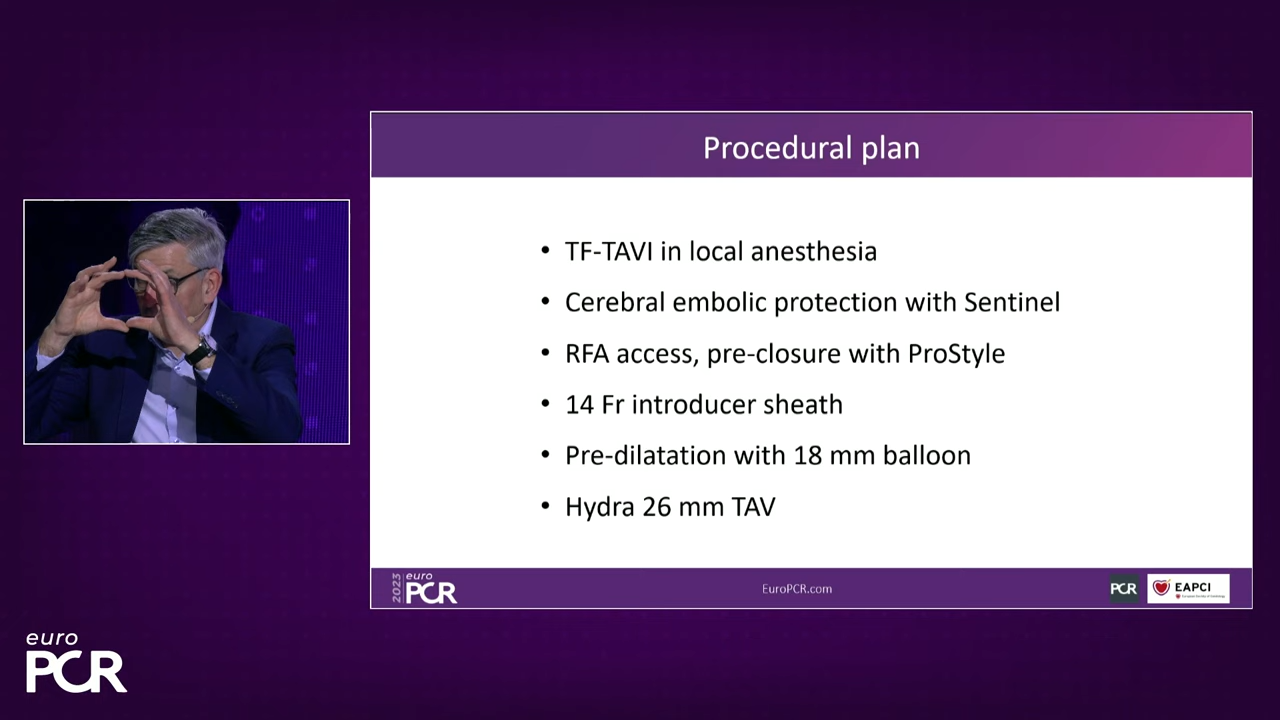 Procedural plan
• TF-TAVI in local anesthesia
• Cerebral embolic protection with Sentinel
• RFA access, pre-closure with ProStyle
• 14 Fr introducer sheath
• Pre-dilatation with 18 mm balloon
• Hydra 26 mm TAV
2023
euro
PCR
EuroPCR.com
PCR
EAPCI
euro
PCR